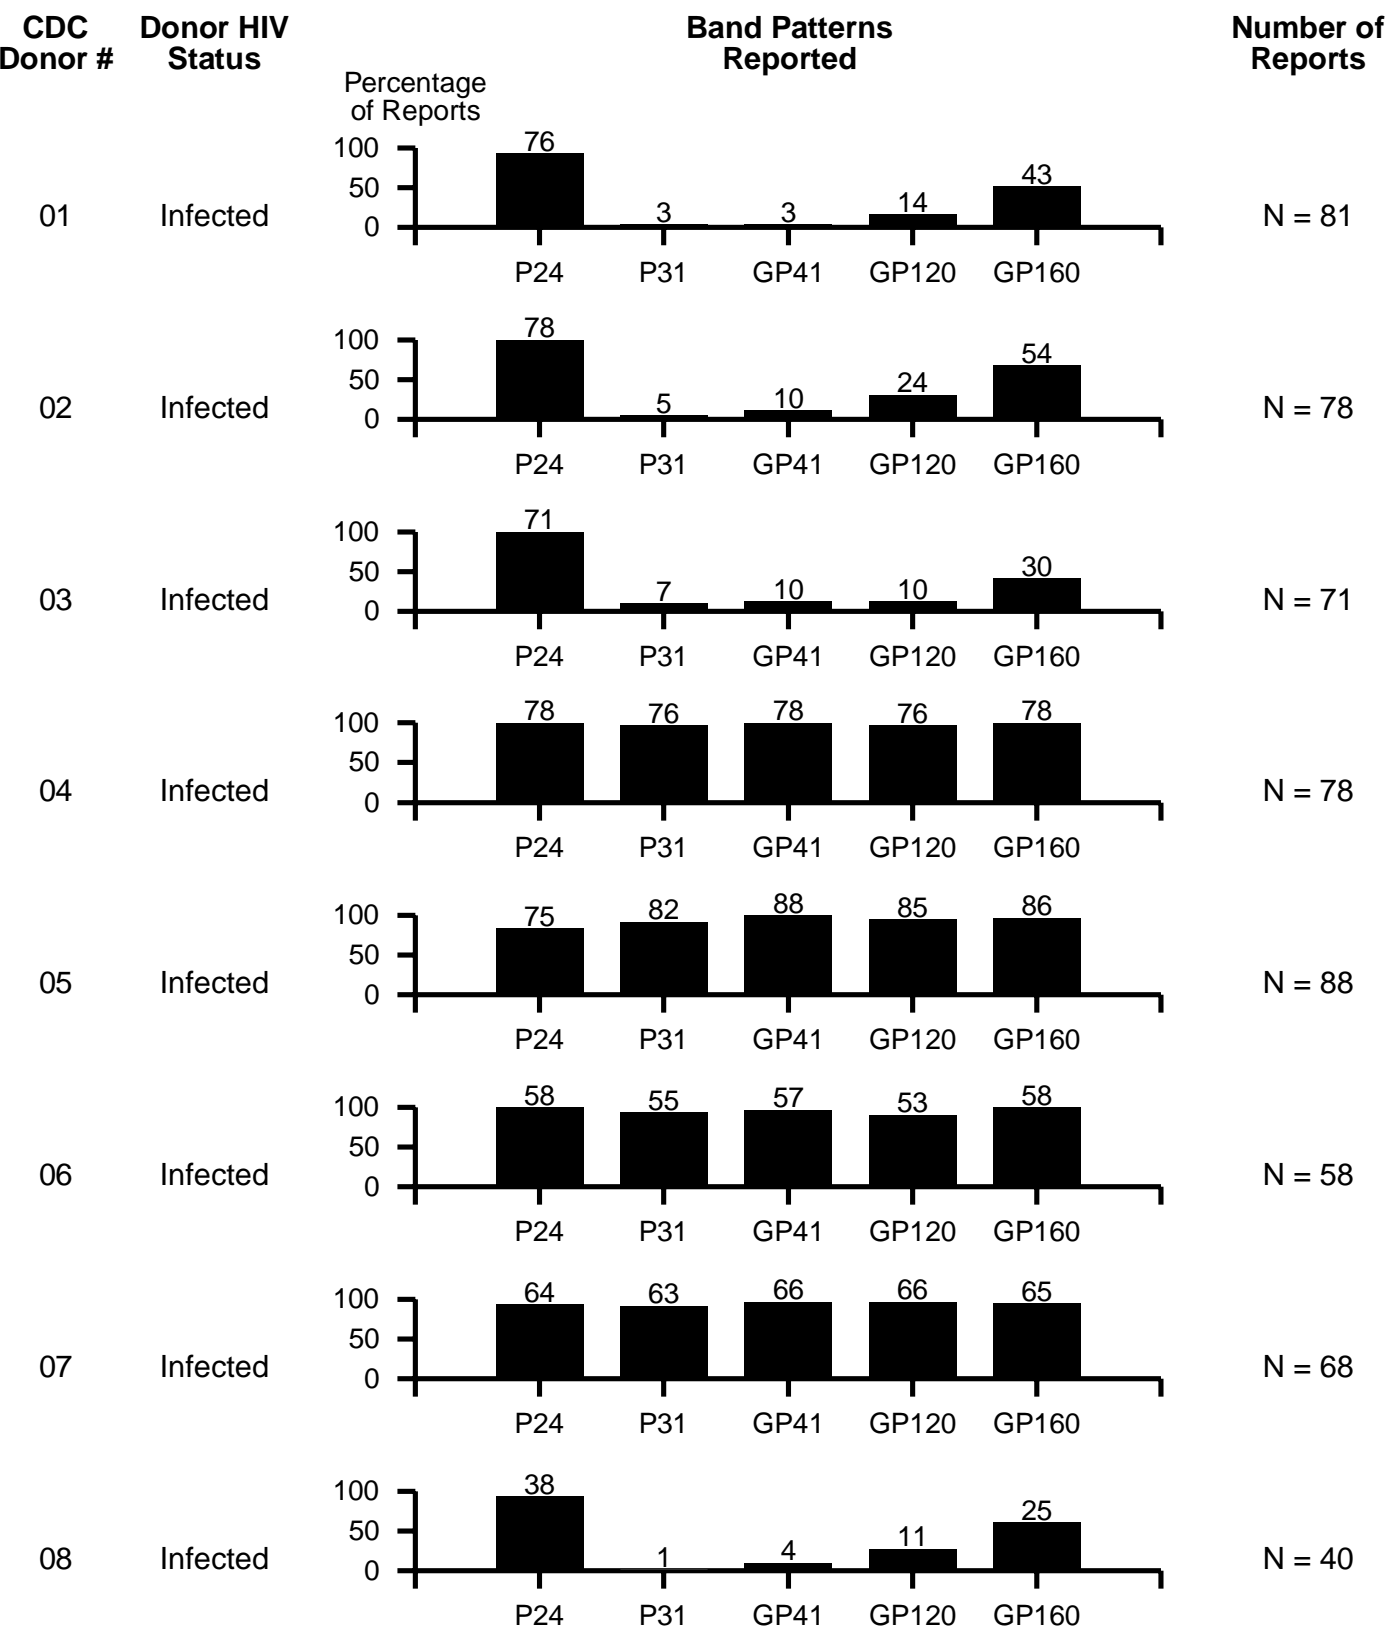 CDC Donor HIV Band Patterns Number of
Donor # Status Reported Reports
Percentage
of Reports
76
100
43
50
14
3 3
01 Infected N = 81
0
P24 P31 GP41 GP120 GP160
78
100
54
50
24
10
5
02 Infected N = 78
0
P24 P31 GP41 GP120 GP160
71
100
30
50
7 10 10
03 Infected N = 71
0
P24 P31 GP41 GP120 GP160
78 76 78 76 78
100
50
04 Infected N = 78
0
P24 P31 GP41 GP120 GP160
75 82 88 85 86
100
50
05 Infected N = 88
0
P24 P31 GP41 GP120 GP160
58 55 57 53 58
100
50
06 Infected N = 58
0
P24 P31 GP41 GP120 GP160
64 63 66 66 65
100
50
07 Infected N = 68
0
P24 P31 GP41 GP120 GP160
38
100
25
50
11
1 4
08 Infected N = 40
0
P24 P31 GP41 GP120 GP160